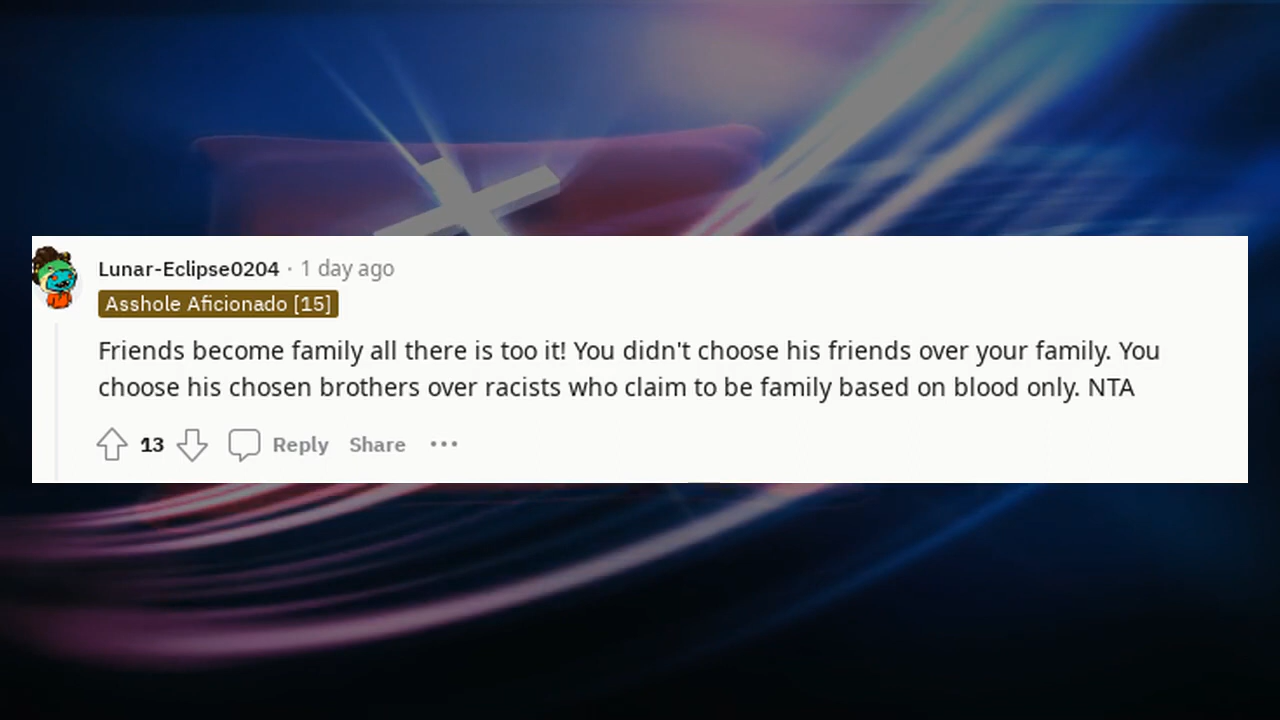 Lunar-Eclipse0204 · 1 day ago
Asshole Aficionado [15]
Friends become family all there is too it! You didn't choose his friends over your family. You
choose his chosen brothers over racists who claim to be family based on blood only. NTA
13 Reply Share ···